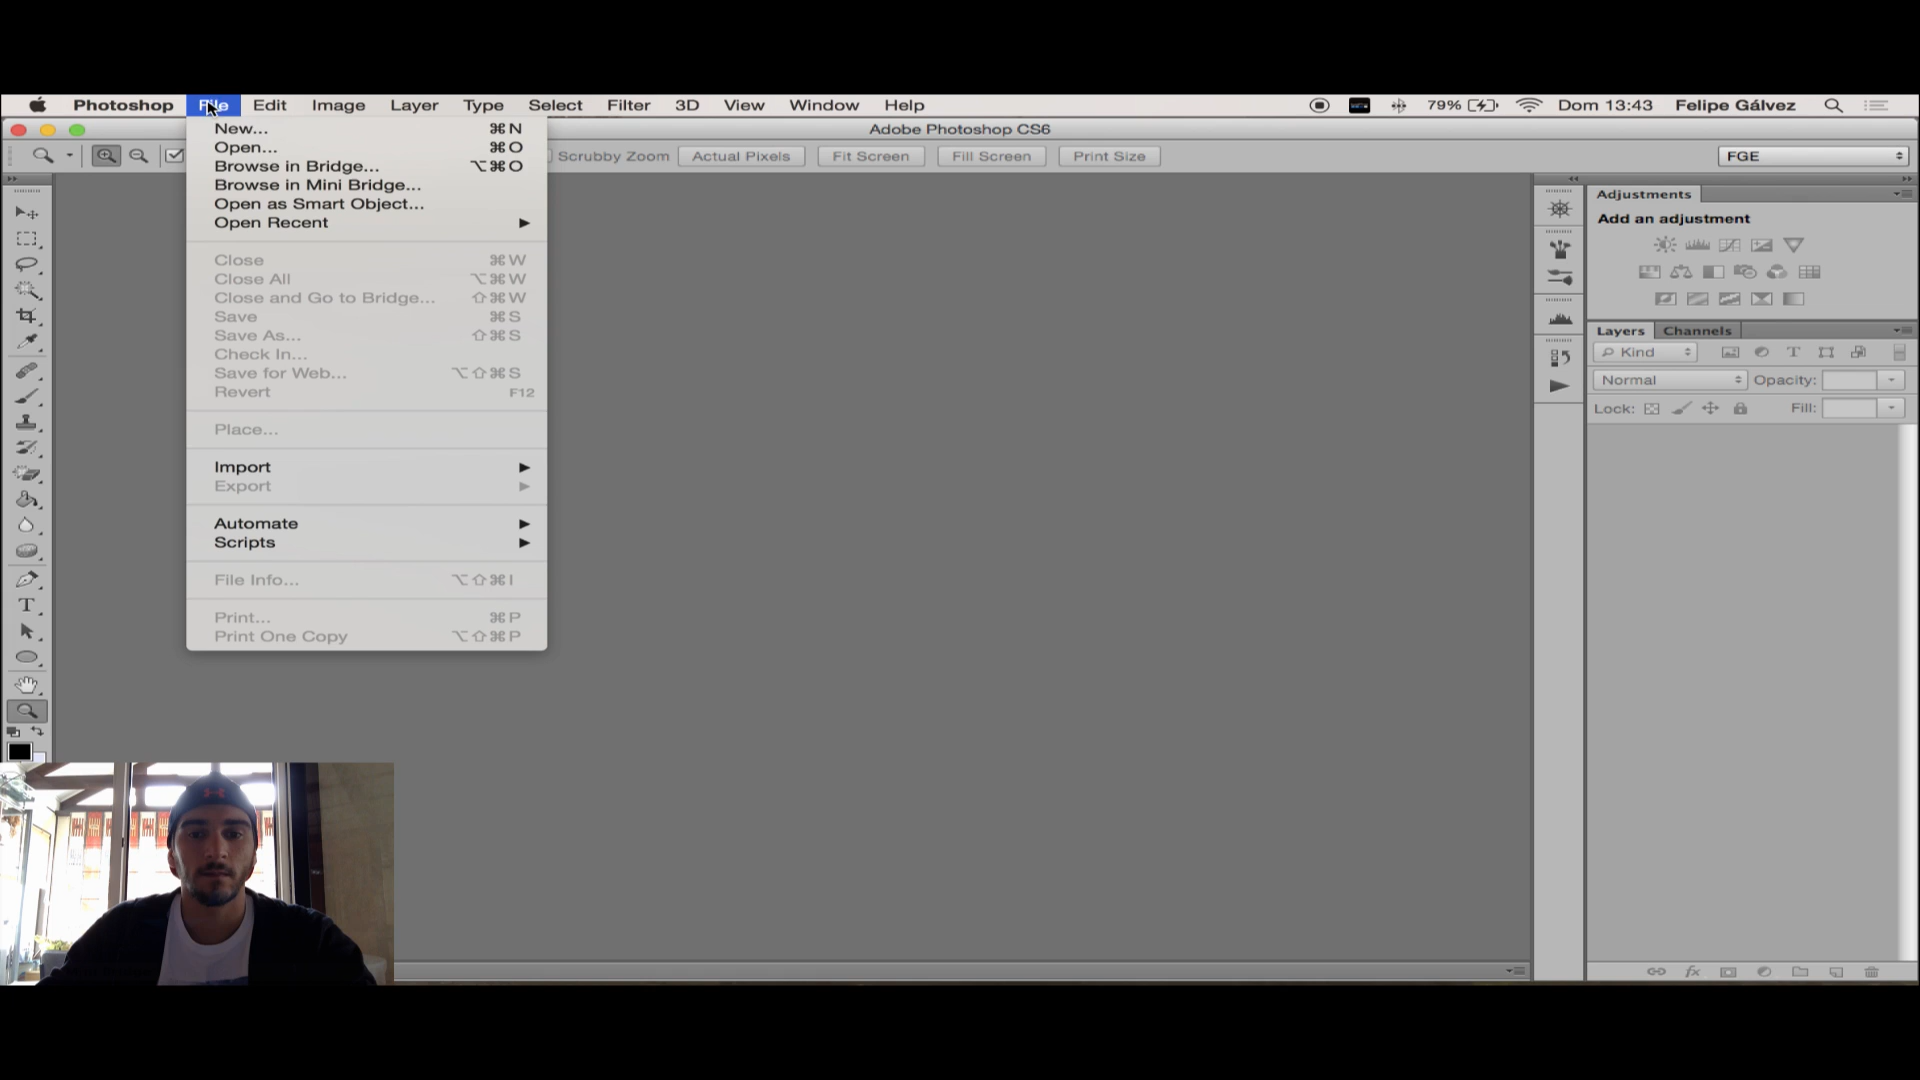 Photoshop File Edit Image Layer Type Select Filter 3D View Window Help 79% Dom 13:43 Felipe Gálvez
Adobe Photoshop CS6
Scrubby Zoom Actual Pixels Fit Screen Fill Screen Print Size FGE
New... ⌘N
Open... ⌘O
Browse in Bridge... ⌥⌘O
Browse in Mini Bridge...
Open as Smart Object...
Open Recent
Close ⌘W
Close All ⌥⌘W
Close and Go to Bridge... ⇧⌘W
Save ⌘S
Save As... ⇧⌘S
Check In...
Save for Web... ⌥⇧⌘S
Revert F12
Place...
Import
Export
Automate
Scripts
File Info... ⌥⇧⌘I
Print... ⌘P
Print One Copy ⌥⇧⌘P
Adjustments
Add an adjustment
Layers Channels
Kind
Normal Opacity:
Lock: Fill: